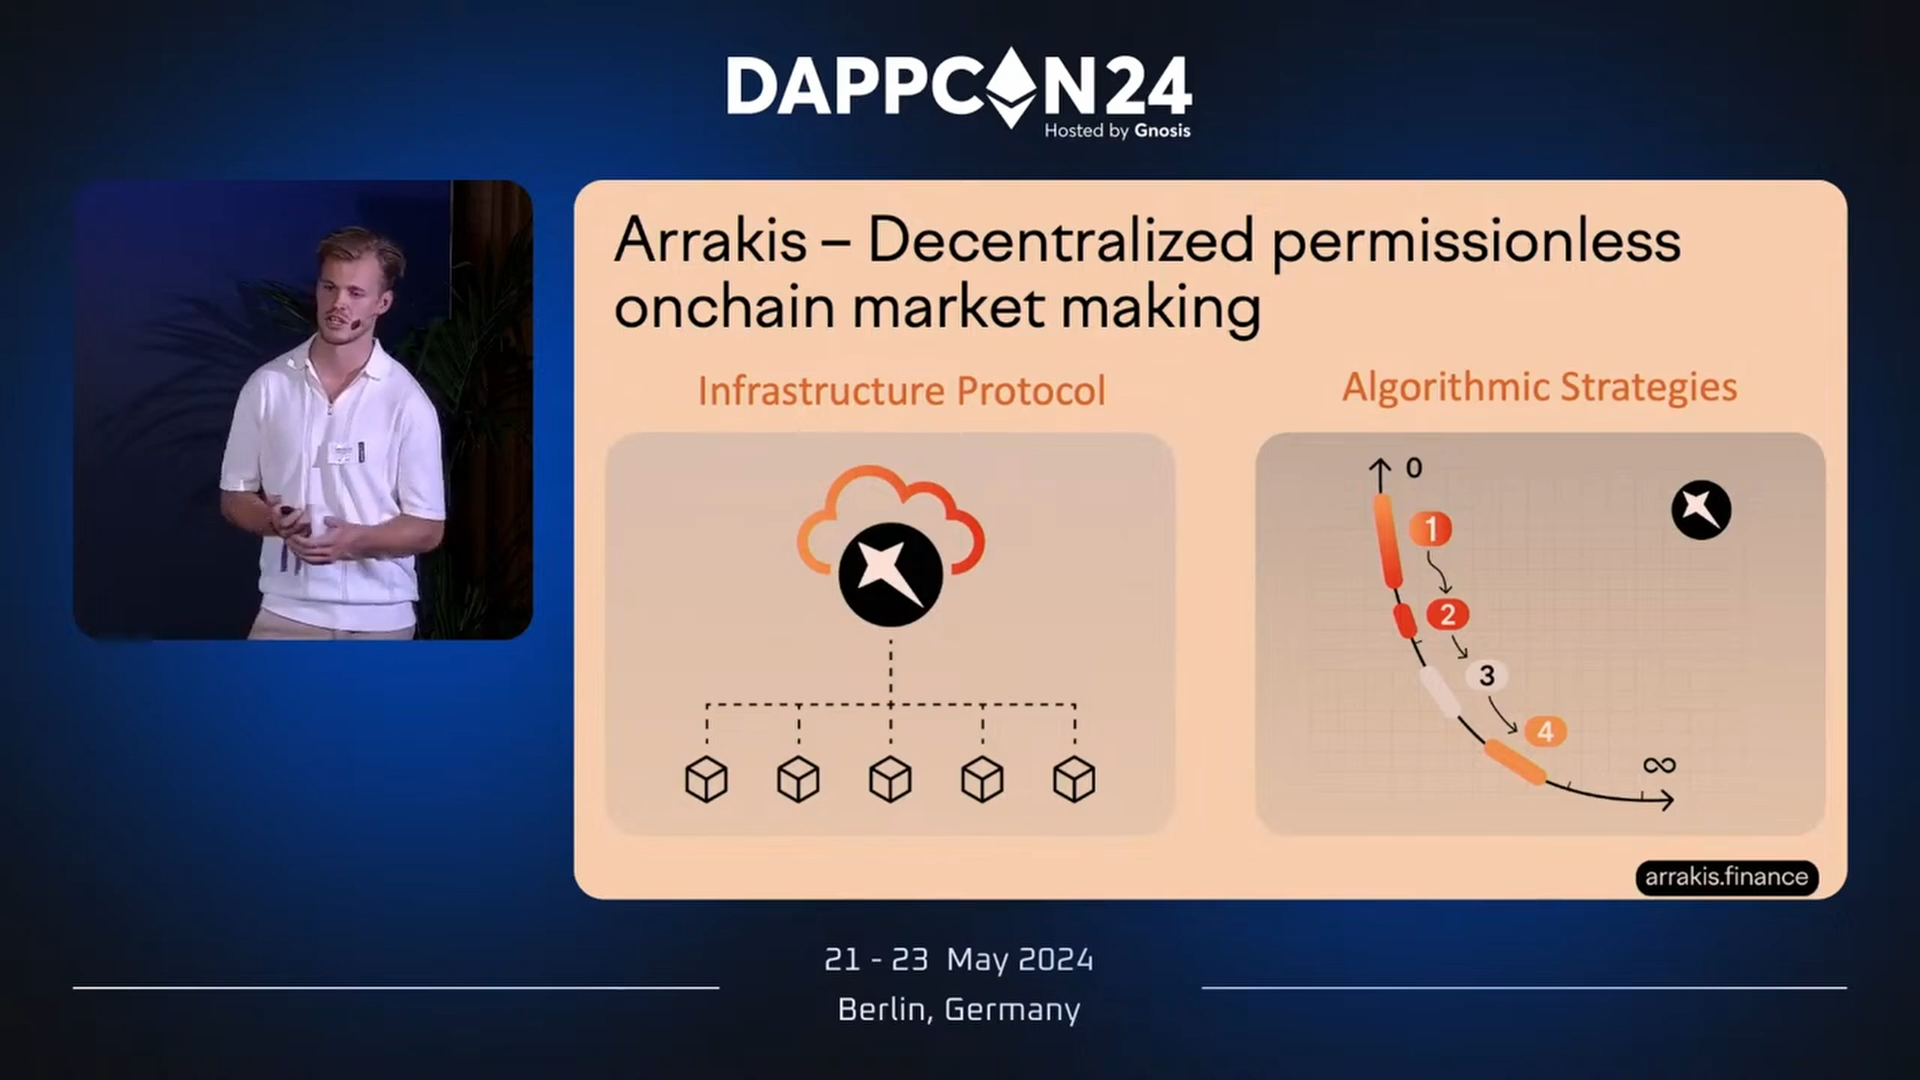 DAPPCON24
Hosted by Gnosis
Arrakis – Decentralized permissionless
onchain market making
Infrastructure Protocol
Algorithmic Strategies
0
1
2
3
4
∞
arrakis.finance
21 - 23 May 2024
Berlin, Germany